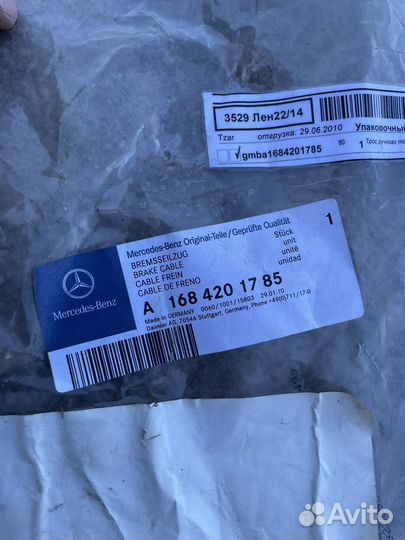 3529 Лен22/14
Tzar
отгрузка: 29.06.2010
Упаковочный
gmba1684201785
80
1 Трос ручного то
Mercedes-Benz
Mercedes-Benz Original-Teile/Geprüfte Qualität
BREMSSEILZUG
BRAKE CABLE
CABLE FREIN
CABLE DE FRENO
Stück
unit
unité
unidad
1
A 168 420 17 85
Made in GERMANY 0060/1001/15803 29.01.10
Daimler AG, 70546 Stuttgart, Germany, Phone +49(0)711/17-0
Avito